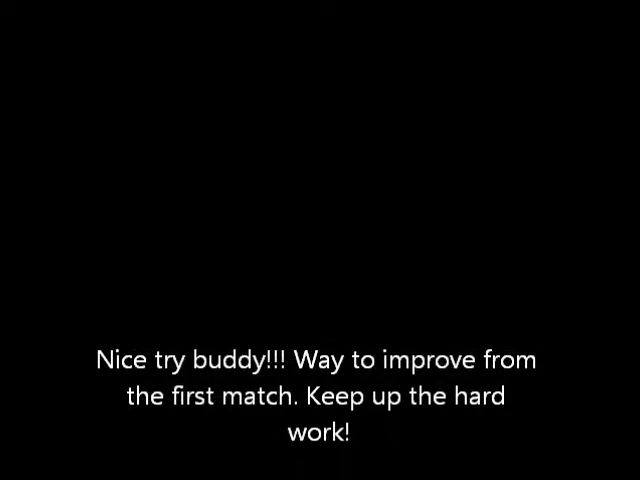 Nice try buddy!!! Way to improve from
the first match. Keep up the hard
work!